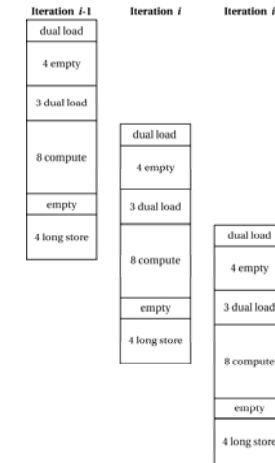 Iteration i-1
dual load
4 empty
3 dual load
8 compute
empty
4 long store
Iteration i
dual load
4 empty
3 dual load
8 compute
empty
4 long store
Iteration i
dual load
4 empty
3 dual load
8 compute
empty
4 long store